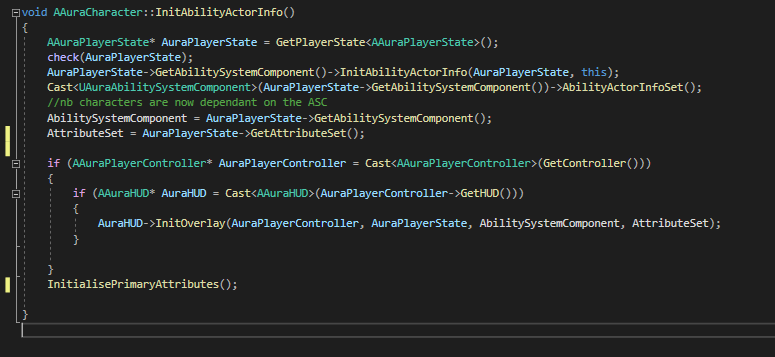 void AAuraCharacter::InitAbilityActorInfo()
{
AAuraPlayerState* AuraPlayerState = GetPlayerState<AAuraPlayerState>();
check(AuraPlayerState);
AuraPlayerState->GetAbilitySystemComponent()->InitAbilityActorInfo(AuraPlayerState, this);
Cast<UAuraAbilitySystemComponent>(AuraPlayerState->GetAbilitySystemComponent())->AbilityActorInfoSet();
//nb characters are now dependant on the ASC
AbilitySystemComponent = AuraPlayerState->GetAbilitySystemComponent();
AttributeSet = AuraPlayerState->GetAttributeSet();
if (AAuraPlayerController* AuraPlayerController = Cast<AAuraPlayerController>(GetController()))
{
if (AAuraHUD* AuraHUD = Cast<AAuraHUD>(AuraPlayerController->GetHUD()))
{
AuraHUD->InitOverlay(AuraPlayerController, AuraPlayerState, AbilitySystemComponent, AttributeSet);
}
}
InitialisePrimaryAttributes();
}